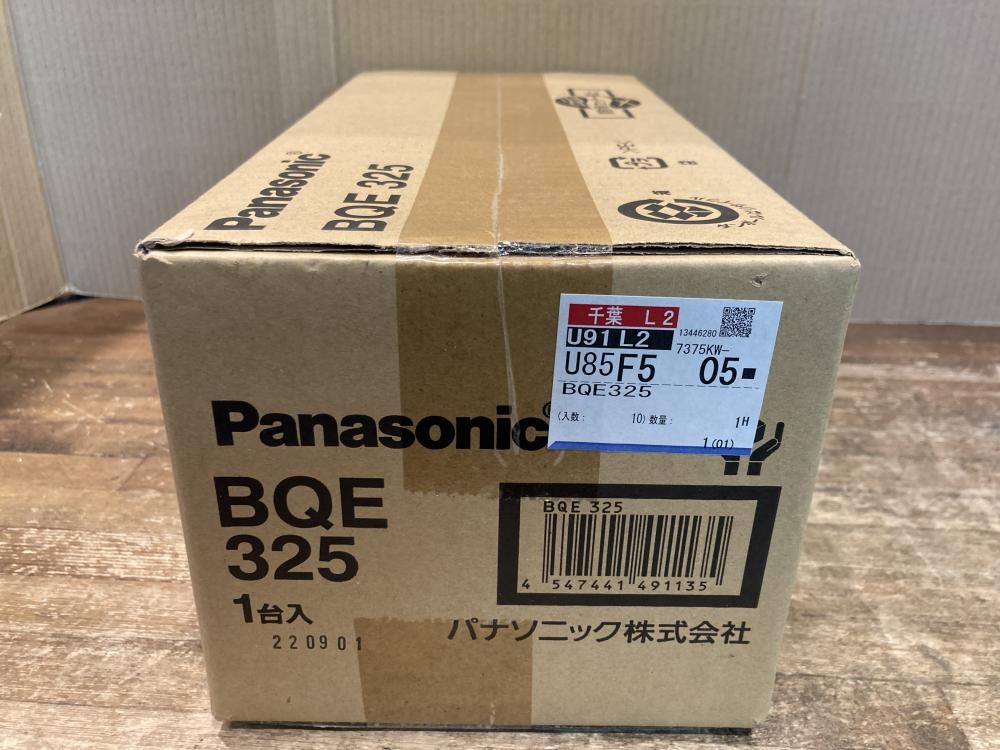 Panasonic®
BQE 325
千葉 L2
U91 L2
13446280
7375KW-
U85F5
05-■
BQE325
(入数: 10) 数量: 1H
1(01)
Panasonic
BQE
325
1台入
220901
BQE 325
4 547441 491135
パナソニック株式会社